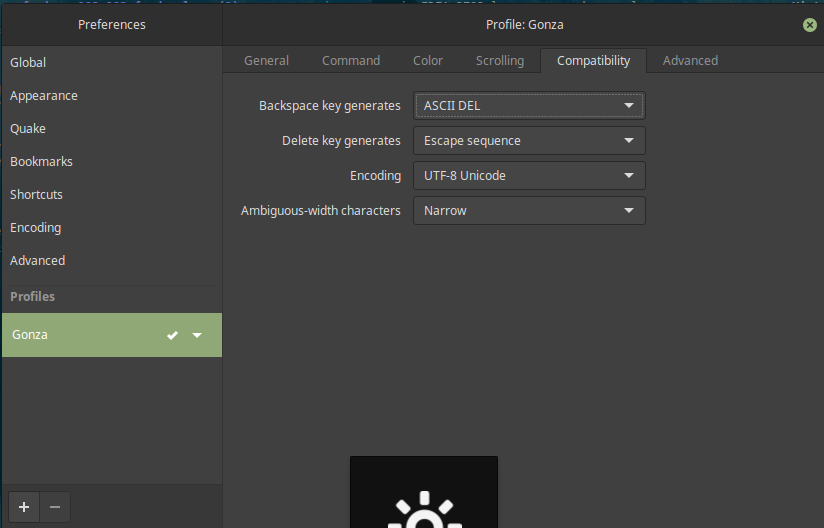 Preferences
Profile: Gonza
Global
Appearance
Quake
Bookmarks
Shortcuts
Encoding
Advanced
Profiles
Gonza
General Command Color Scrolling Compatibility Advanced
Backspace key generates ASCII DEL
Delete key generates Escape sequence
Encoding UTF-8 Unicode
Ambiguous-width characters Narrow